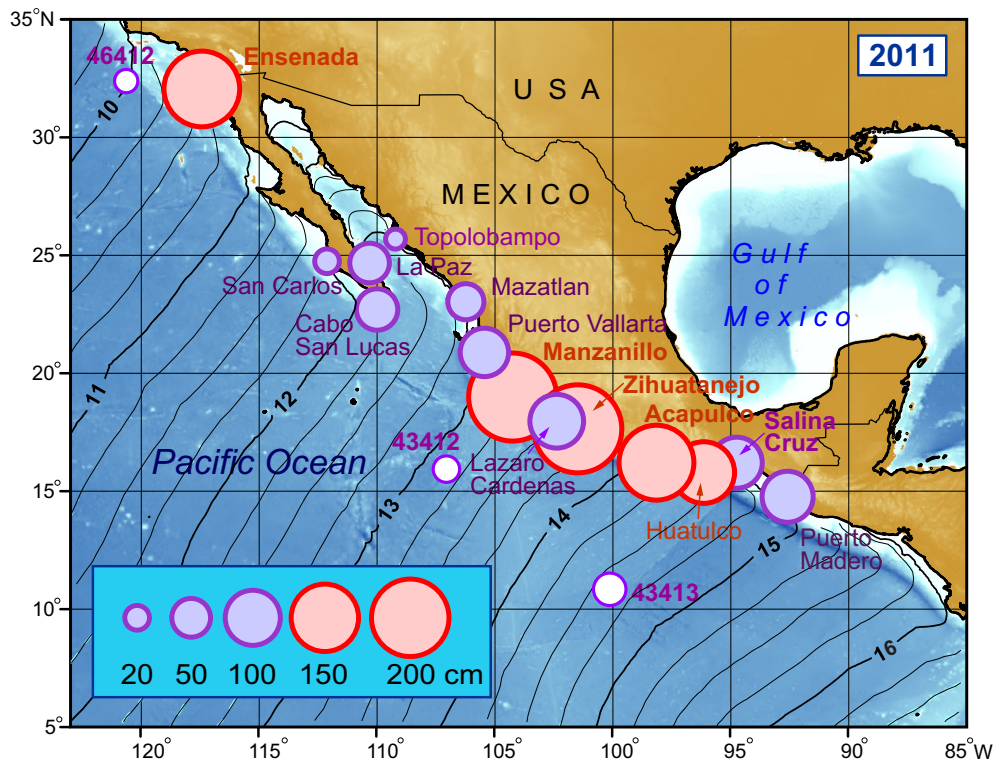 35°N
30°
25°
20°
15°
10°
5°
2011
46412
Ensenada
USA
MEXICO
10
Topolobampo
La Paz
San Carlos
Mazatlan
Cabo
San Lucas
Puerto Vallarta
Manzanillo
Gulf
of
Mexico
11
12
Zihuatanejo
Acapulco
Salina
Cruz
43412
Pacific Ocean
Lazaro
Cardenas
13
14
Huatulco
15
Puerto
Madero
43413
16
20 50 100 150 200 cm
120° 115° 110° 105° 100° 95° 90° 85°W